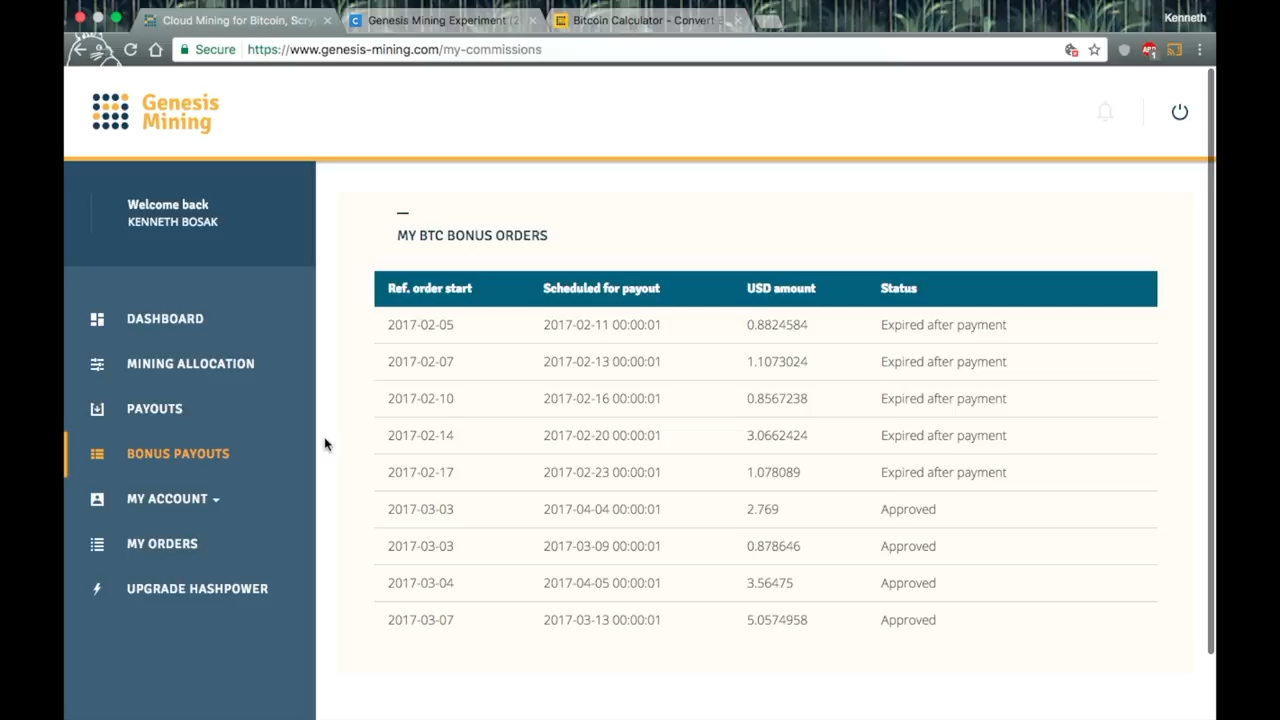 Cloud Mining for Bitcoin, Scry
Genesis Mining Experiment (2
Bitcoin Calculator - Convert
Kenneth
Secure
https://www.genesis-mining.com/my-commissions
1
Genesis
Mining
Welcome back
KENNETH BOSAK
DASHBOARD
MINING ALLOCATION
PAYOUTS
BONUS PAYOUTS
MY ACCOUNT
MY ORDERS
UPGRADE HASHPOWER
MY BTC BONUS ORDERS
Ref. order start Scheduled for payout USD amount Status
2017-02-05 2017-02-11 00:00:01 0.8824584 Expired after payment
2017-02-07 2017-02-13 00:00:01 1.1073024 Expired after payment
2017-02-10 2017-02-16 00:00:01 0.8567238 Expired after payment
2017-02-14 2017-02-20 00:00:01 3.0662424 Expired after payment
2017-02-17 2017-02-23 00:00:01 1.078089 Expired after payment
2017-03-03 2017-04-04 00:00:01 2.769 Approved
2017-03-03 2017-03-09 00:00:01 0.878646 Approved
2017-03-04 2017-04-05 00:00:01 3.56475 Approved
2017-03-07 2017-03-13 00:00:01 5.0574958 Approved